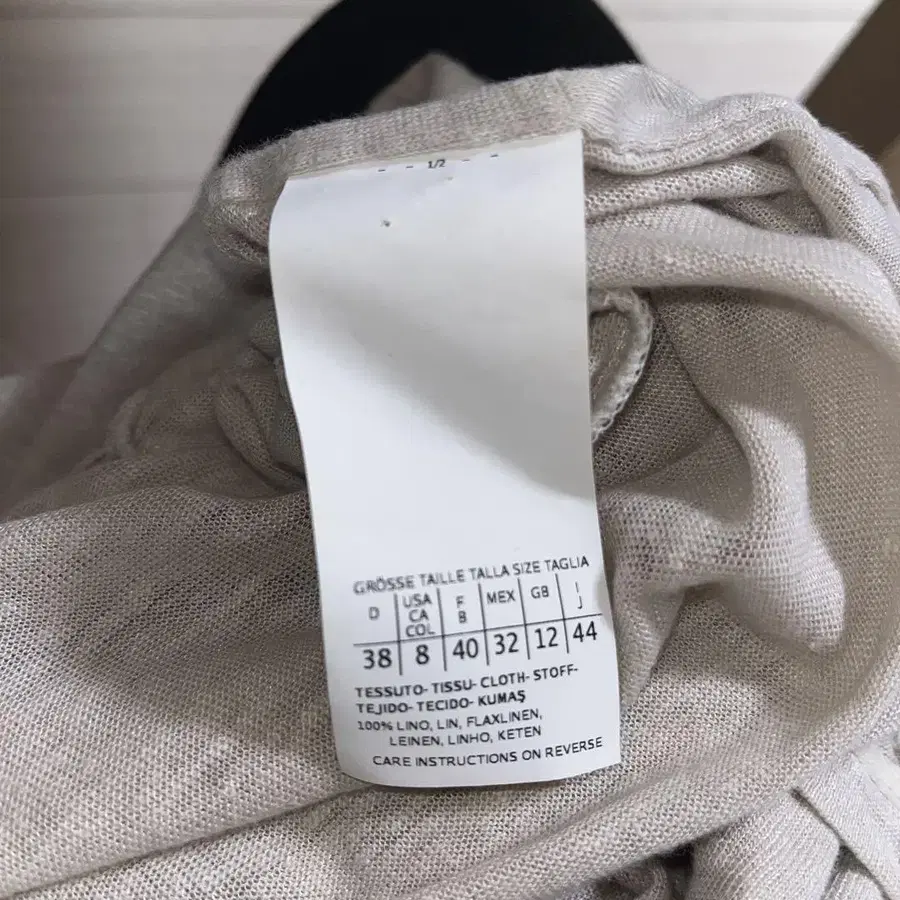 - - 1/2 - -
GRÖSSE TAILLE TALLA SIZE TAGLIA
D USA CA COL F B MEX GB I J
38 8 40 32 12 44
TESSUTO- TISSU- CLOTH- STOFF-
TEJIDO- TECIDO- KUMAŞ
100% LINO, LIN, FLAXLINEN,
LEINEN, LINHO, KETEN
CARE INSTRUCTIONS ON REVERSE